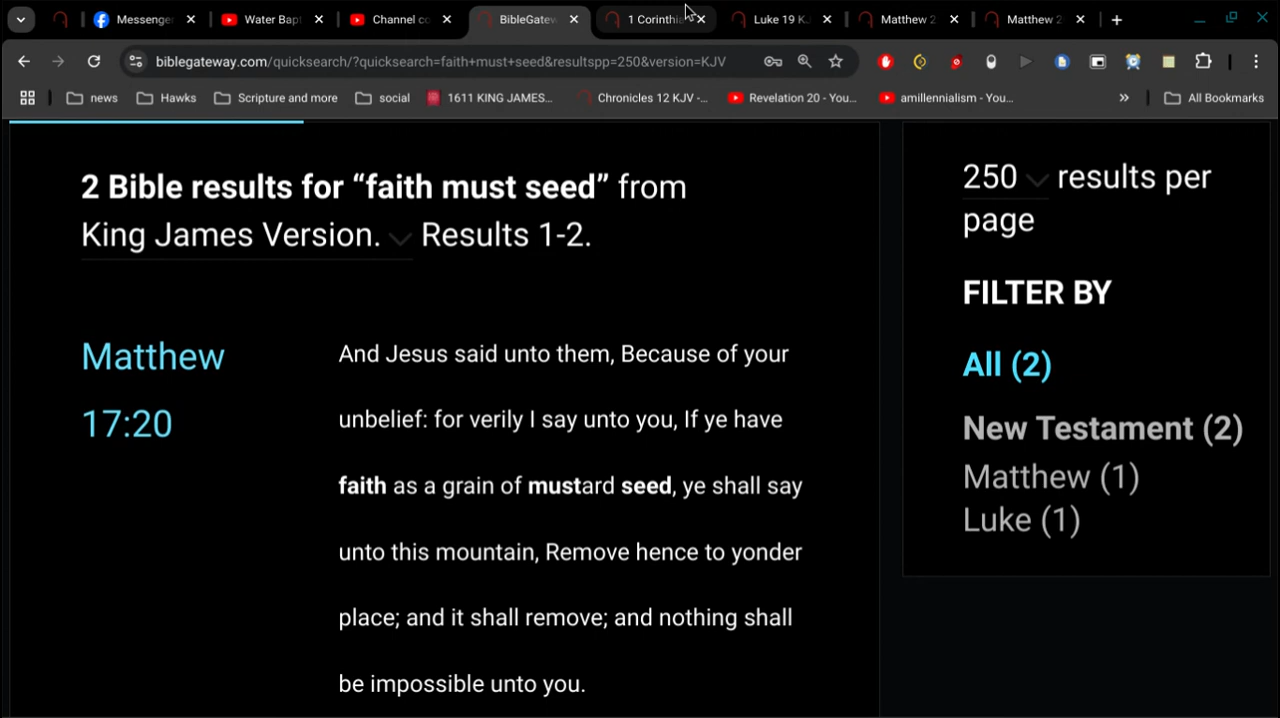 Messenger
Water Bap
Channel co
BibleGatew
1 Corinthi
Luke 19 K
Matthew 2
Matthew 2
biblegateway.com/quicksearch/?quicksearch=faith+must+seed&resultspp=250&version=KJV
news
Hawks
Scripture and more
social
1611 KING JAMES...
Chronicles 12 KJV -...
Revelation 20 - You...
amillennialism - You...
All Bookmarks
2 Bible results for “faith must seed” from
King James Version. Results 1-2.
Matthew
17:20
And Jesus said unto them, Because of your
unbelief: for verily I say unto you, If ye have
faith as a grain of mustard seed, ye shall say
unto this mountain, Remove hence to yonder
place; and it shall remove; and nothing shall
be impossible unto you.
250 results per
page
FILTER BY
All (2)
New Testament (2)
Matthew (1)
Luke (1)